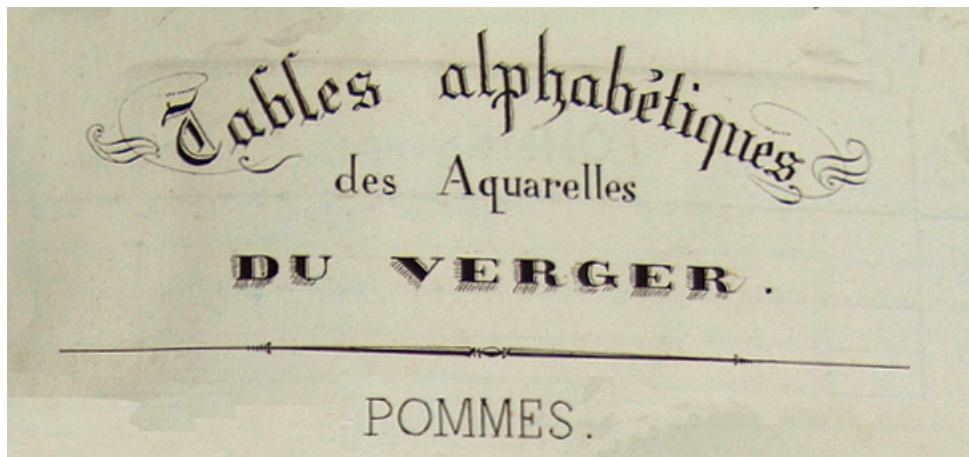 Tables alphabétiques
des Aquarelles
DU VERGER.
POMMES.